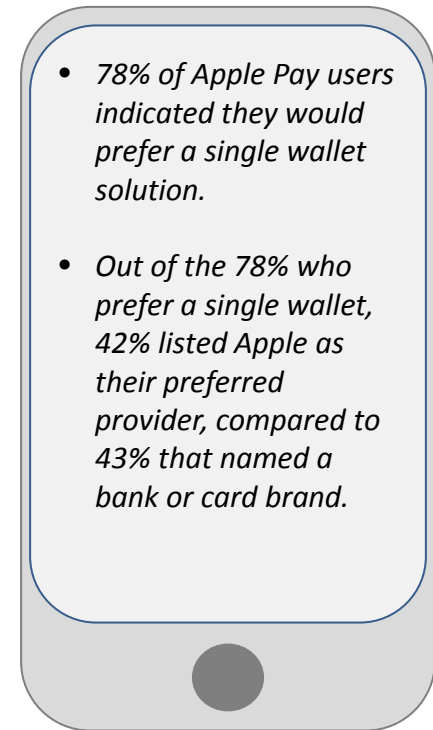 • 78% of Apple Pay users
indicated they would
prefer a single wallet
solution.
• Out of the 78% who
prefer a single wallet,
42% listed Apple as
their preferred
provider, compared to
43% that named a
bank or card brand.